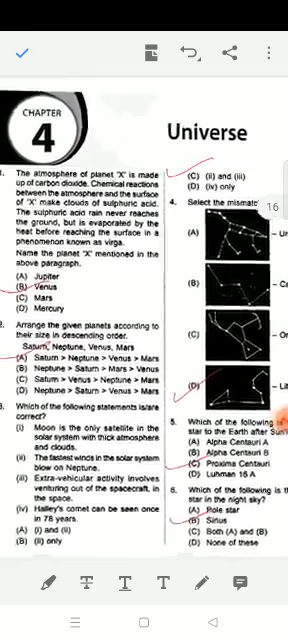 CHAPTER
4
Universe
The atmosphere of planet 'X' is made
up of carbon dioxide. Chemical reactions
between the atmosphere and the surface
of 'X' make clouds of sulphuric acid.
The sulphuric acid rain never reaches
the ground, but is evaporated by the
heat before reaching the surface in a
phenomenon known as virga.
Name the planet 'X' mentioned in the
above paragraph.
(A) Jupiter
(B) Venus
(C) Mars
(D) Mercury
2. Arrange the given planets according to
their size in descending order.
Saturn, Neptune, Venus, Mars
(A) Saturn > Neptune > Venus > Mars
(B) Neptune > Saturn > Mars > Venus
(C) Saturn > Venus > Neptune > Mars
(D) Neptune > Saturn > Venus > Mars
Which of the following statements is/are
correct?
(i) Moon is the only satellite in the
solar system with thick atmosphere
and clouds.
(ii) The fastest winds in the solar system
blow on Neptune.
(iii) Extra-vehicular activity involves
venturing out of the spacecraft, in
the space.
(iv) Halley's comet can be seen once
in 78 years.
(A) (i) and (ii)
(B) (ii) only
(C) (ii) and (iii)
(D) (iv) only
4. Select the mismat
16
(A)
(B)
(C)
(D)
5. Which of the following is
star to the Earth after Sun
(A) Alpha Centauri A
(B) Alpha Centauri B
(C) Proxima Centauri
(D) Luhman 16 A
6. Which of the following is th
star in the night sky?
(A) Pole star
(B) Sirius
(C) Both (A) and (B)
(D) None of these